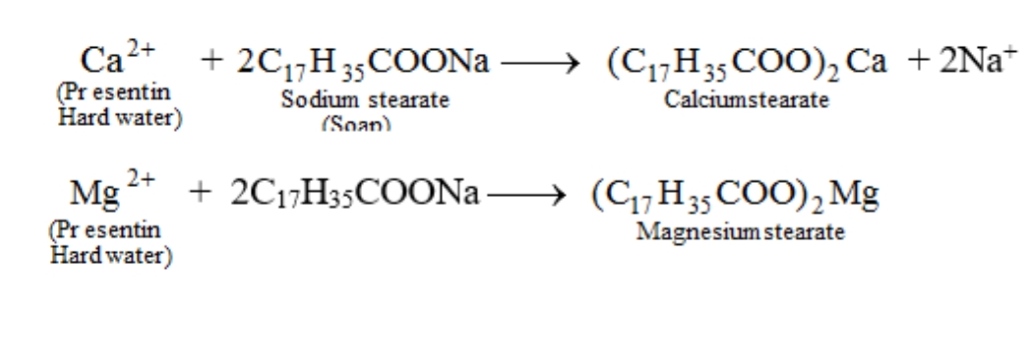 Ca²⁺ + 2C₁₇H₃₅COONa ⟶ (C₁₇H₃₅COO)₂Ca + 2Na⁺
(Pr esentin Sodium stearate Calciumstearate
Hard water) (Soap)
Mg²⁺ + 2C₁₇H₃₅COONa ⟶ (C₁₇H₃₅COO)₂Mg
(Pr esentin Magnesium stearate
Hard water)